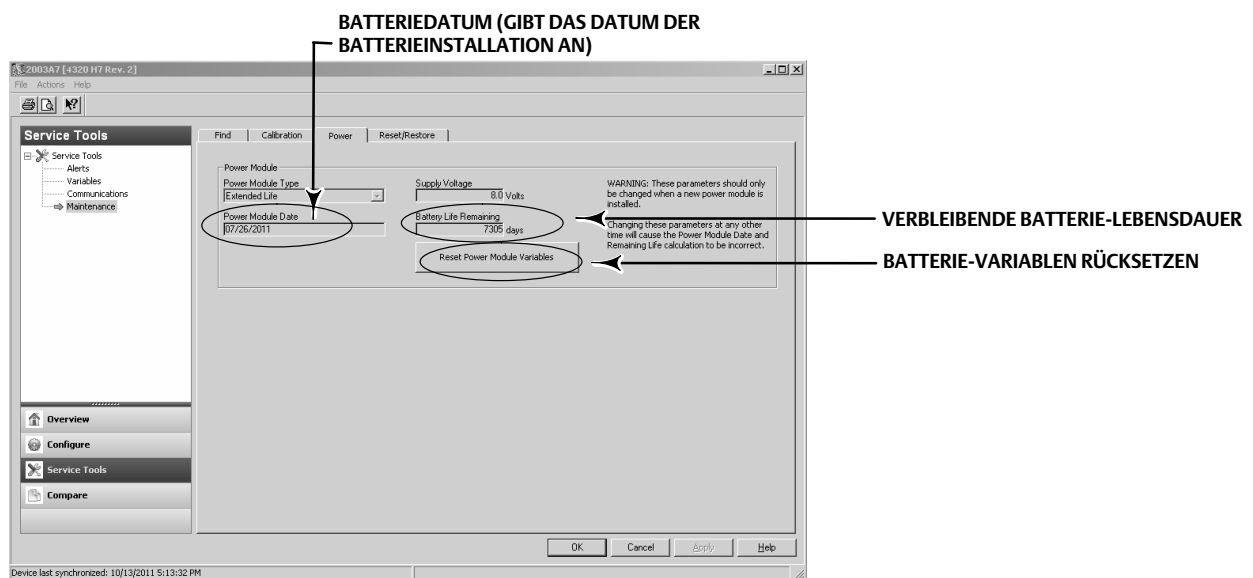 BATTERIEDATUM (GIBT DAS DATUM DER
BATTERIEINSTALLATION AN)
2003A7 [4320 H7 Rev. 2]
File Actions Help
Service Tools
Service Tools
Alerts
Variables
Communications
Maintenance
Overview
Configure
Service Tools
Compare
Find Calibration Power Reset/Restore
Power Module
Power Module Type
Extended Life
Power Module Date
07/26/2011
Supply Voltage
8.0 Volts
Battery Life Remaining
7305 days
Reset Power Module Variables
WARNING: These parameters should only
be changed when a new power module is
installed.
Changing these parameters at any other
time will cause the Power Module Date and
Remaining Life calculation to be incorrect.
VERBLEIBENDE BATTERIE-LEBENSDAUER
BATTERIE-VARIABLEN RÜCKSETZEN
OK Cancel Apply Help
Device last synchronized: 10/13/2011 5:13:32 PM